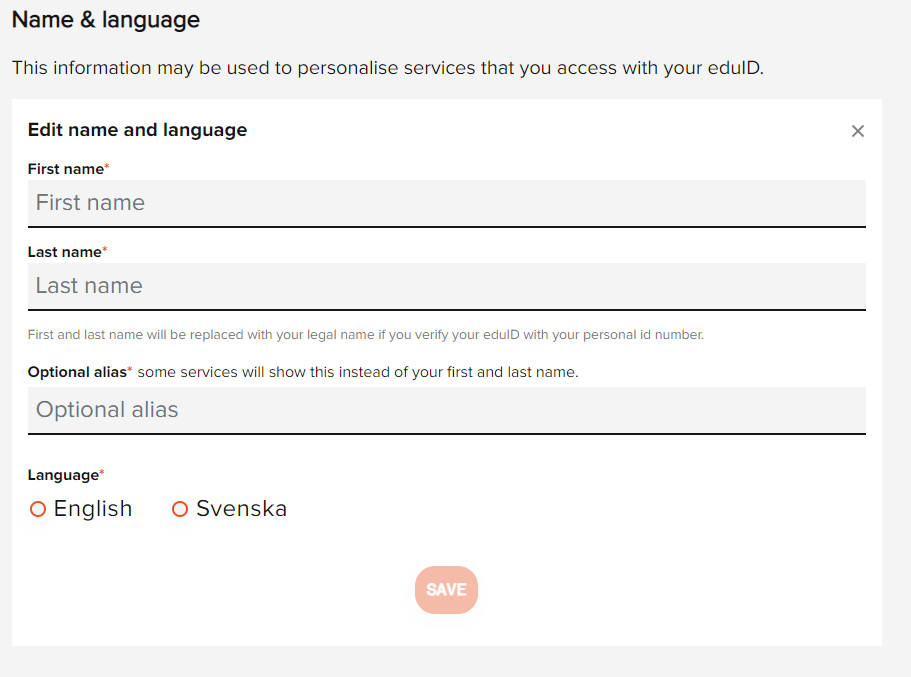 Name & language
This information may be used to personalise services that you access with your eduID.
Edit name and language
First name*
First name
Last name*
Last name
First and last name will be replaced with your legal name if you verify your eduID with your personal id number.
Optional alias* some services will show this instead of your first and last name.
Optional alias
Language*
English Svenska
SAVE